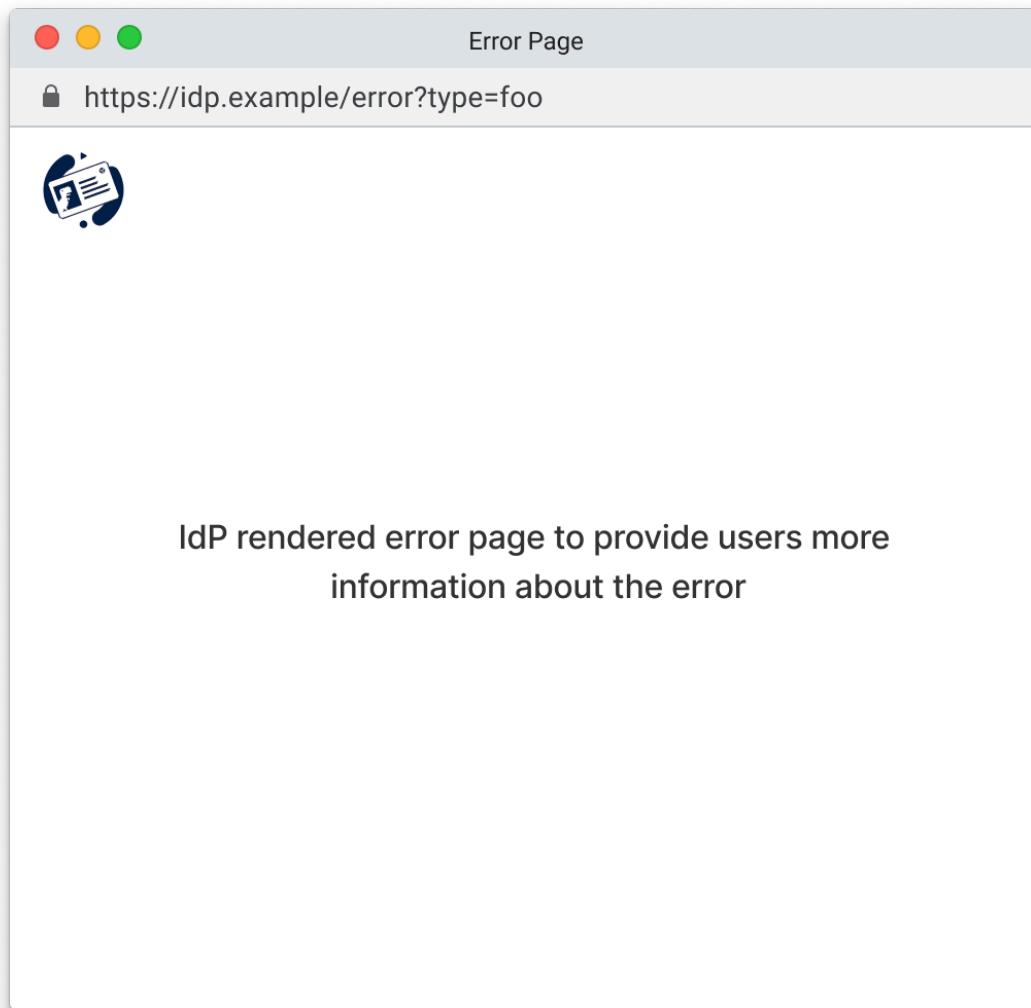 Error Page
https://idp.example/error?type=foo
IdP rendered error page to provide users more
information about the error